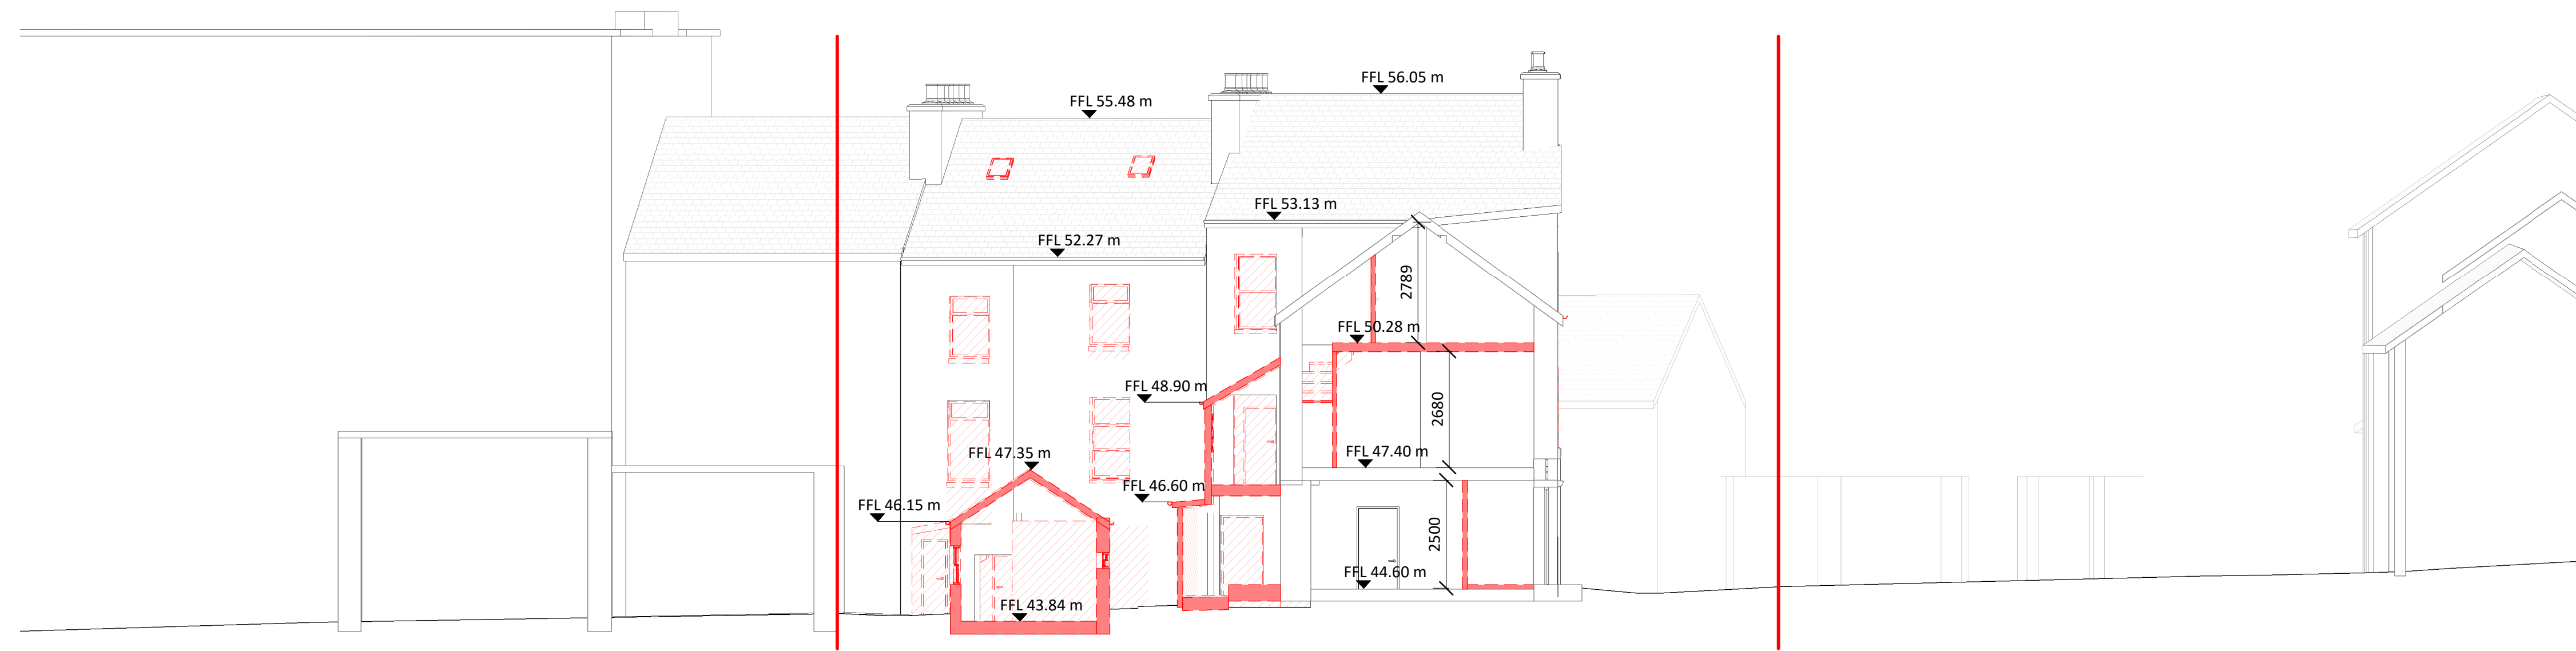 FFL 56.05 m
FFL 55.48 m
FFL 53.13 m
FFL 52.27 m
2789
FFL 50.28 m
FFL 48.90 m
2680
FFL 47.35 m
FFL 47.40 m
FFL 46.60 m
FFL 46.15 m
2500
FFL 44.60 m
FFL 43.84 m